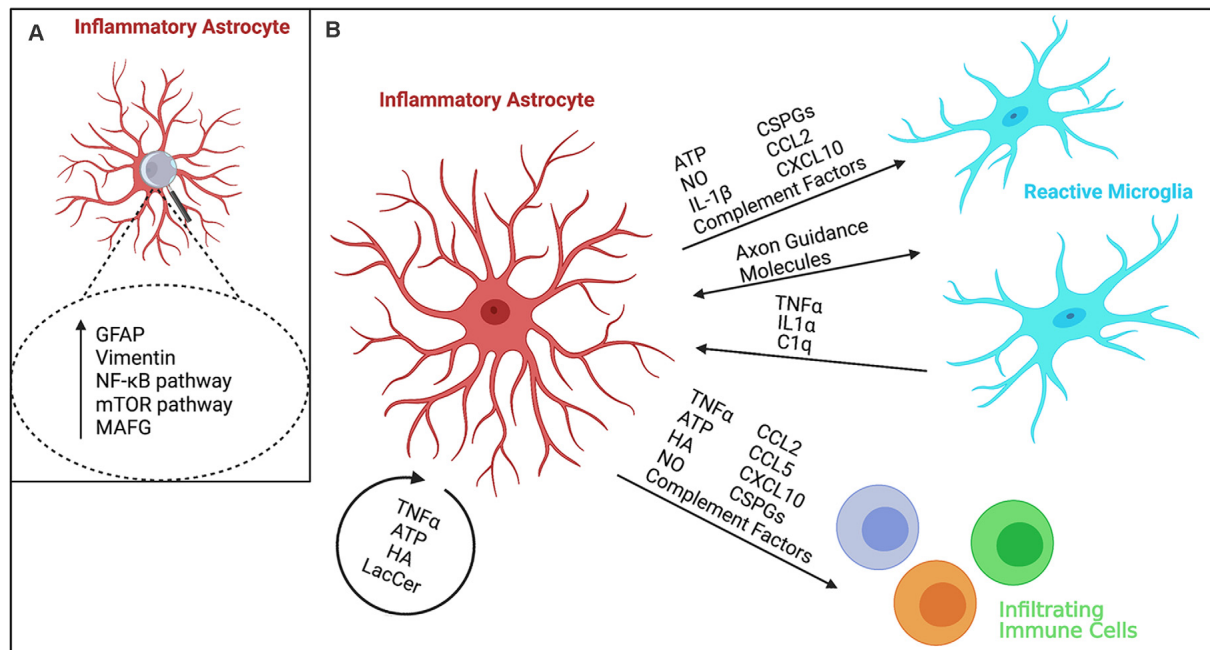 A
Inflammatory Astrocyte
GFAP
Vimentin
NF-κB pathway
mTOR pathway
MAFG
B
Inflammatory Astrocyte
ATP
NO
IL-1β
CSPGs
CCL2
CXCL10
Complement Factors
Reactive Microglia
Axon Guidance
Molecules
TNFα
IL1α
C1q
TNFα
ATP
HA
NO
CCL2
CCL5
CXCL10
CSPGs
Complement Factors
TNFα
ATP
HA
LacCer
Infiltrating
Immune Cells